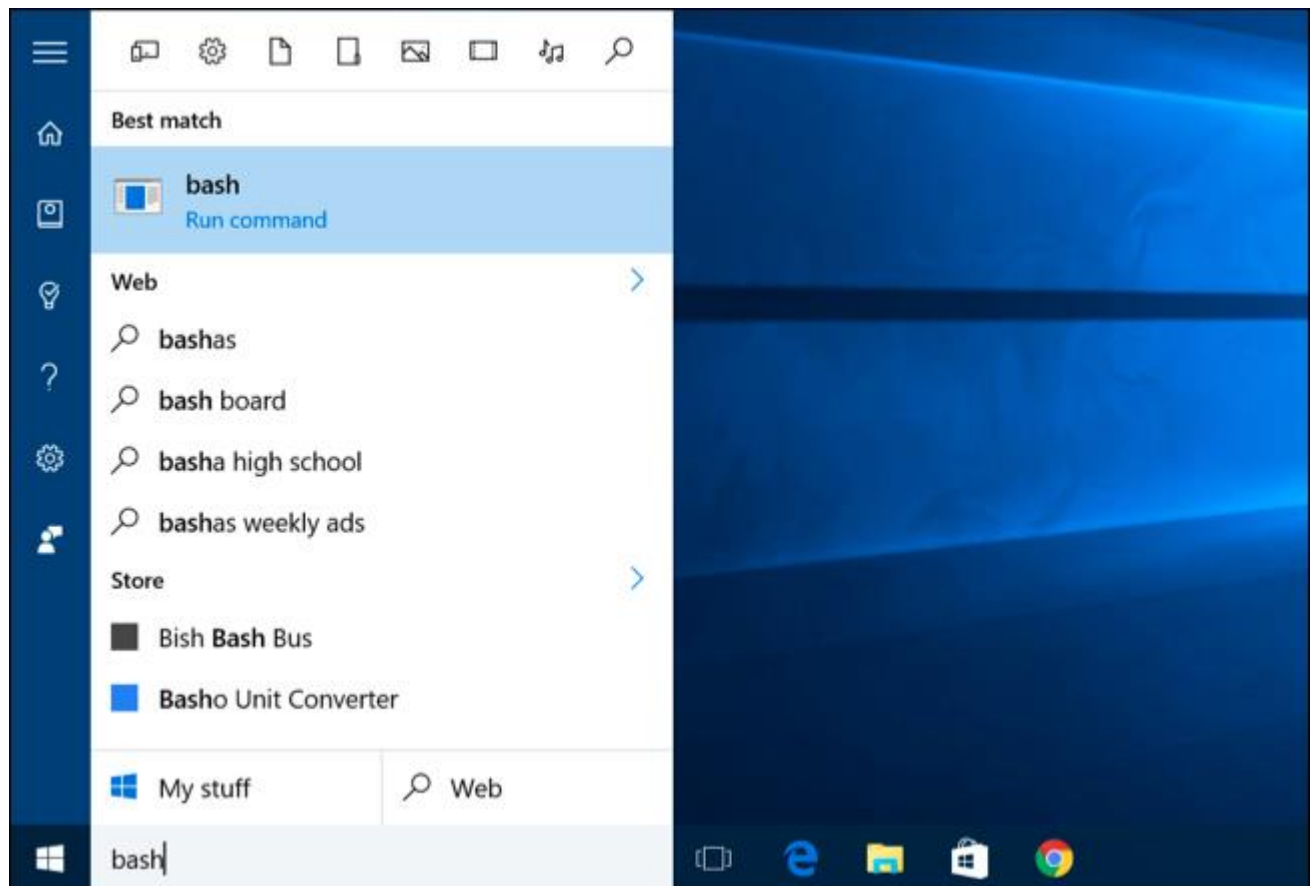 Best match
bash
Run command
Web
bashas
bash board
basha high school
bashas weekly ads
Store
Bish Bash Bus
Basho Unit Converter
My stuff
Web
bash